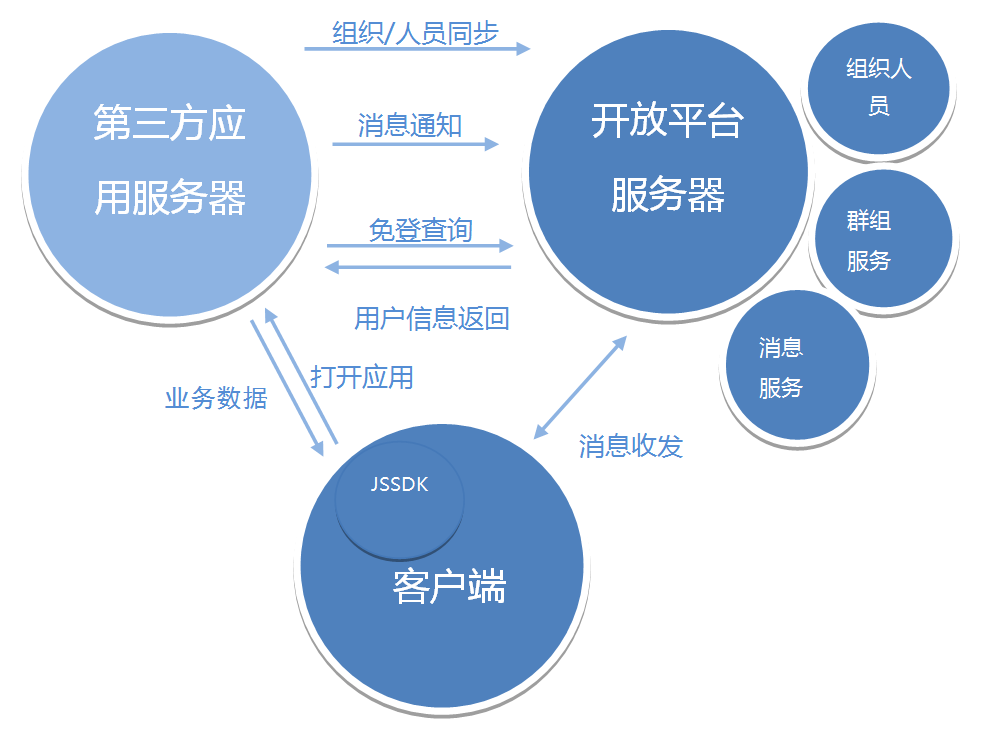 组织/人员同步
第三方应
用服务器
消息通知
开放平台
服务器
组织人
员
免登查询
用户信息返回
群组
服务
消息
服务
打开应用
业务数据
消息收发
JSSDK
客户端